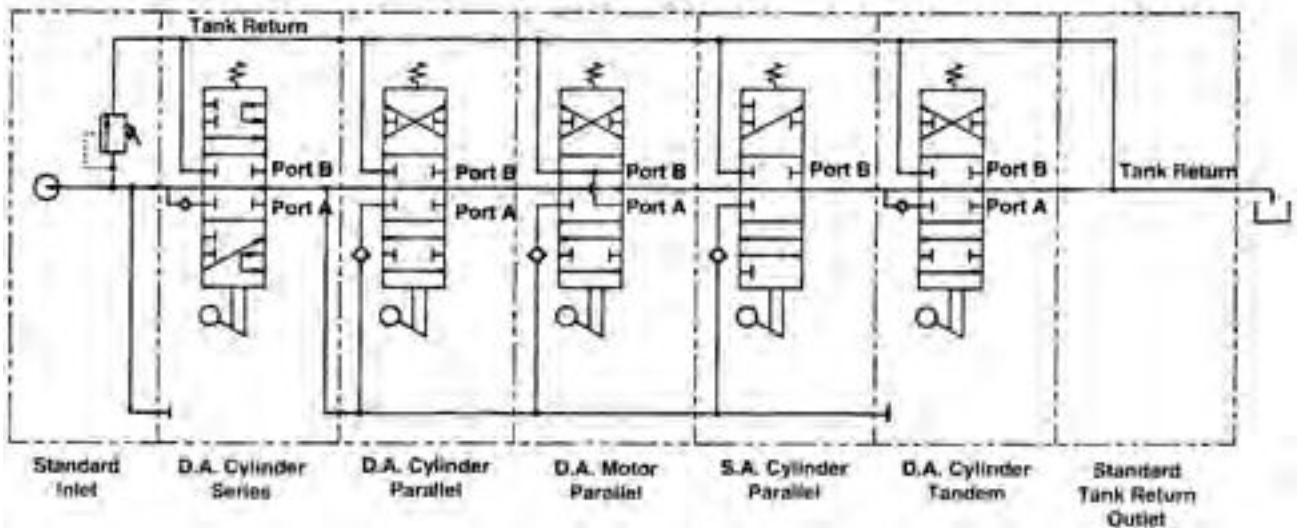 Tank Return
Port B
Port B
Port B
Port B
Port B
Tank Return
Port A
Port A
Port A
Port A
Standard
Inlet
D.A. Cylinder
Series
D.A. Cylinder
Parallel
D.A. Motor
Parallel
S.A. Cylinder
Parallel
D.A. Cylinder
Tandem
Standard
Tank Return
Outlet